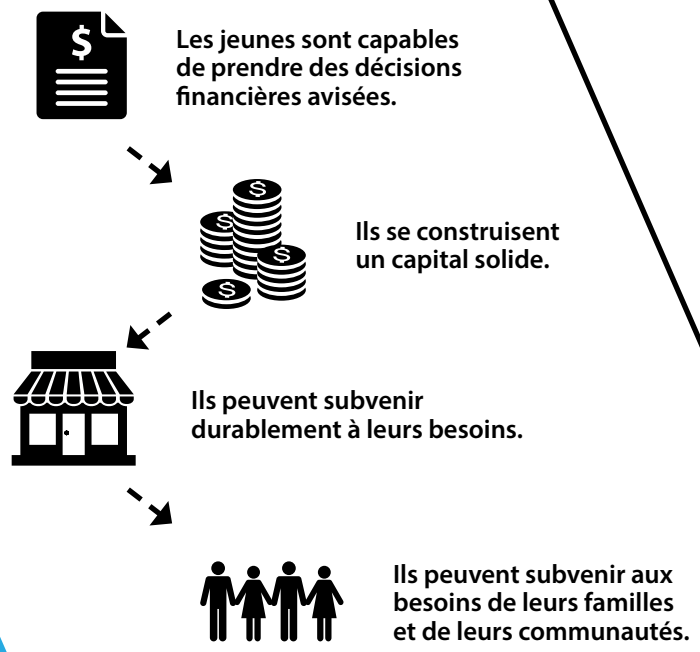 $
Les jeunes sont capables
de prendre des décisions
financières avisées.
$
$
$
$
Ils se construisent
un capital solide.
Ils peuvent subvenir
durablement à leurs besoins.
Ils peuvent subvenir aux
besoins de leurs familles
et de leurs communautés.